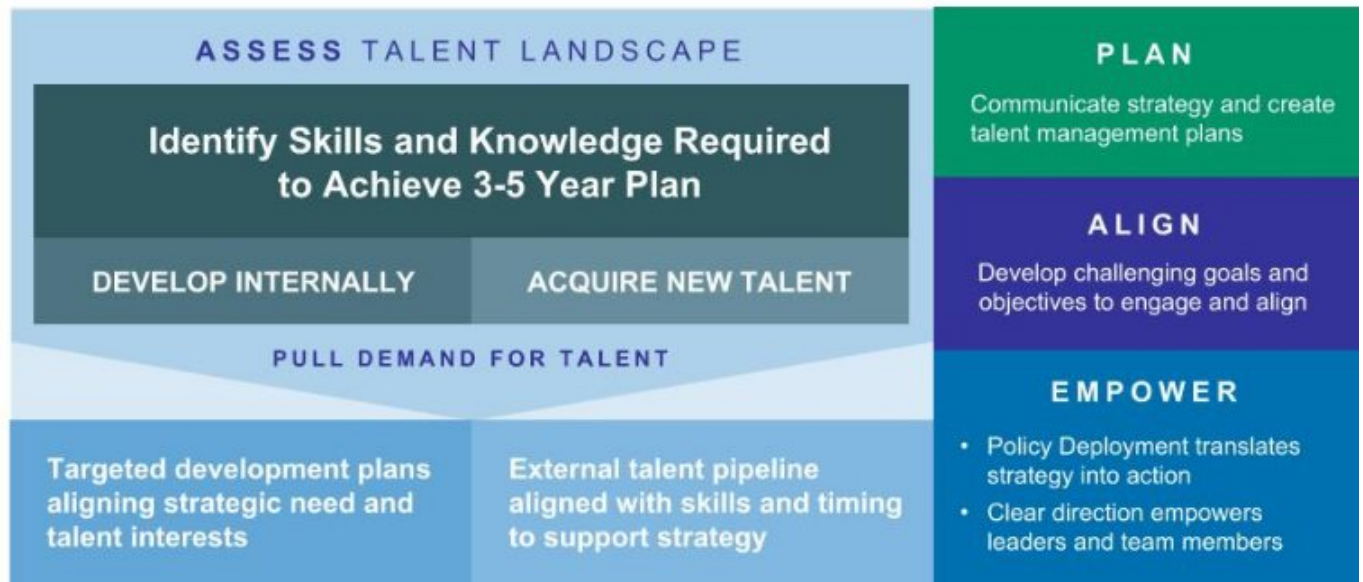 ASSESS TALENT LANDSCAPE
Identify Skills and Knowledge Required
to Achieve 3-5 Year Plan
DEVELOP INTERNALLY
ACQUIRE NEW TALENT
PULL DEMAND FOR TALENT
Targeted development plans
aligning strategic need and
talent interests
External talent pipeline
aligned with skills and timing
to support strategy
PLAN
Communicate strategy and create
talent management plans
ALIGN
Develop challenging goals and
objectives to engage and align
EMPOWER
• Policy Deployment translates
strategy into action
• Clear direction empowers
leaders and team members